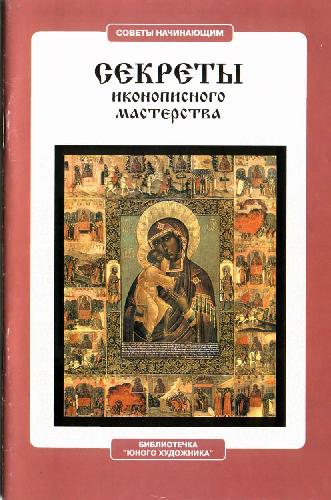 СОВЕТЫ НАЧИНАЮЩИМ
СЕКРЕТЫ
ИКОНОПИСНОГО
МАСТЕРСТВА
БИБЛИОТЕЧКА
"ЮНОГО ХУДОЖНИКА"